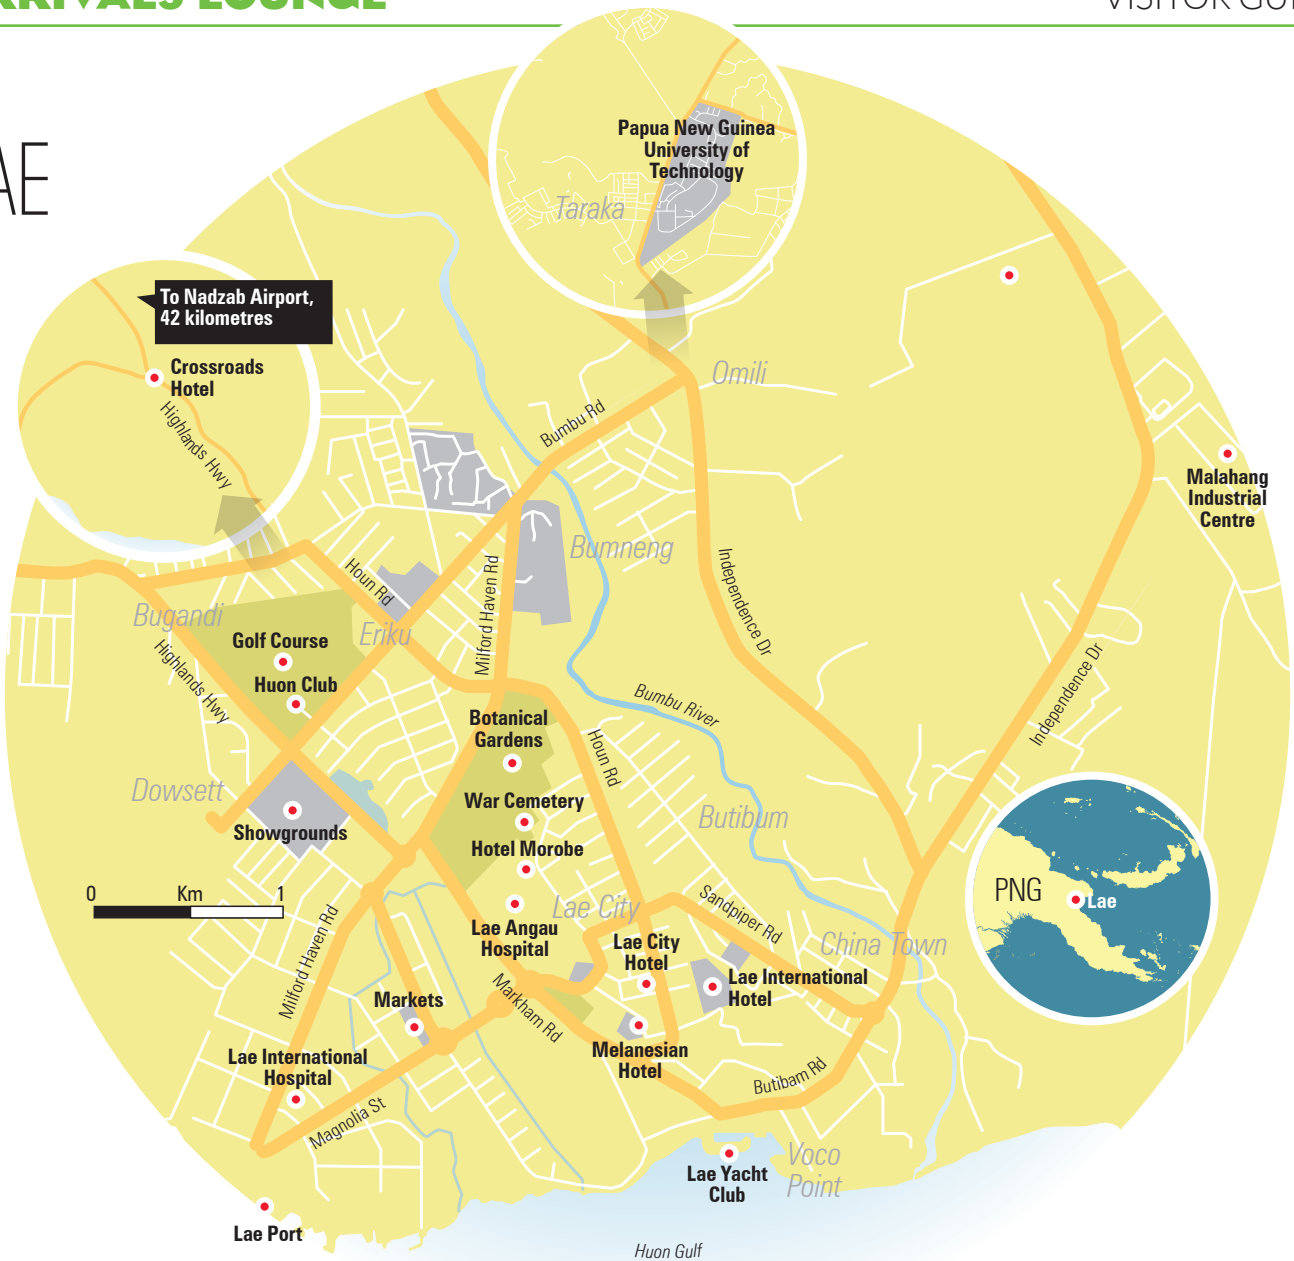 ARRIVALS LOUNGE
VISITOR GUI
LAE
Papua New Guinea
University of
Technology
Taraka
To Nadzab Airport,
42 kilometres
Crossroads
Hotel
Highlands Hwy
Omili
Bumbu Rd
Malahang
Industrial
Centre
Bumneng
Houn Rd
Milford Haven Rd
Independence Dr
Bugandi
Eriku
Golf Course
Highlands Hwy
Huon Club
Independence Dr
Bumbu River
Botanical
Gardens
Houn Rd
Dowsett
War Cemetery
Butibum
Showgrounds
Hotel Morobe
0 Km 1
PNG
Lae
Lae City
Sandpiper Rd
Lae Angau
Hospital
China Town
Lae City
Hotel
Milford Haven Rd
Lae International
Hotel
Markets
Markham Rd
Melanesian
Hotel
Lae International
Hospital
Butibam Rd
Magnolia St
Voco
Point
Lae Yacht
Club
Lae Port
Huon Gulf